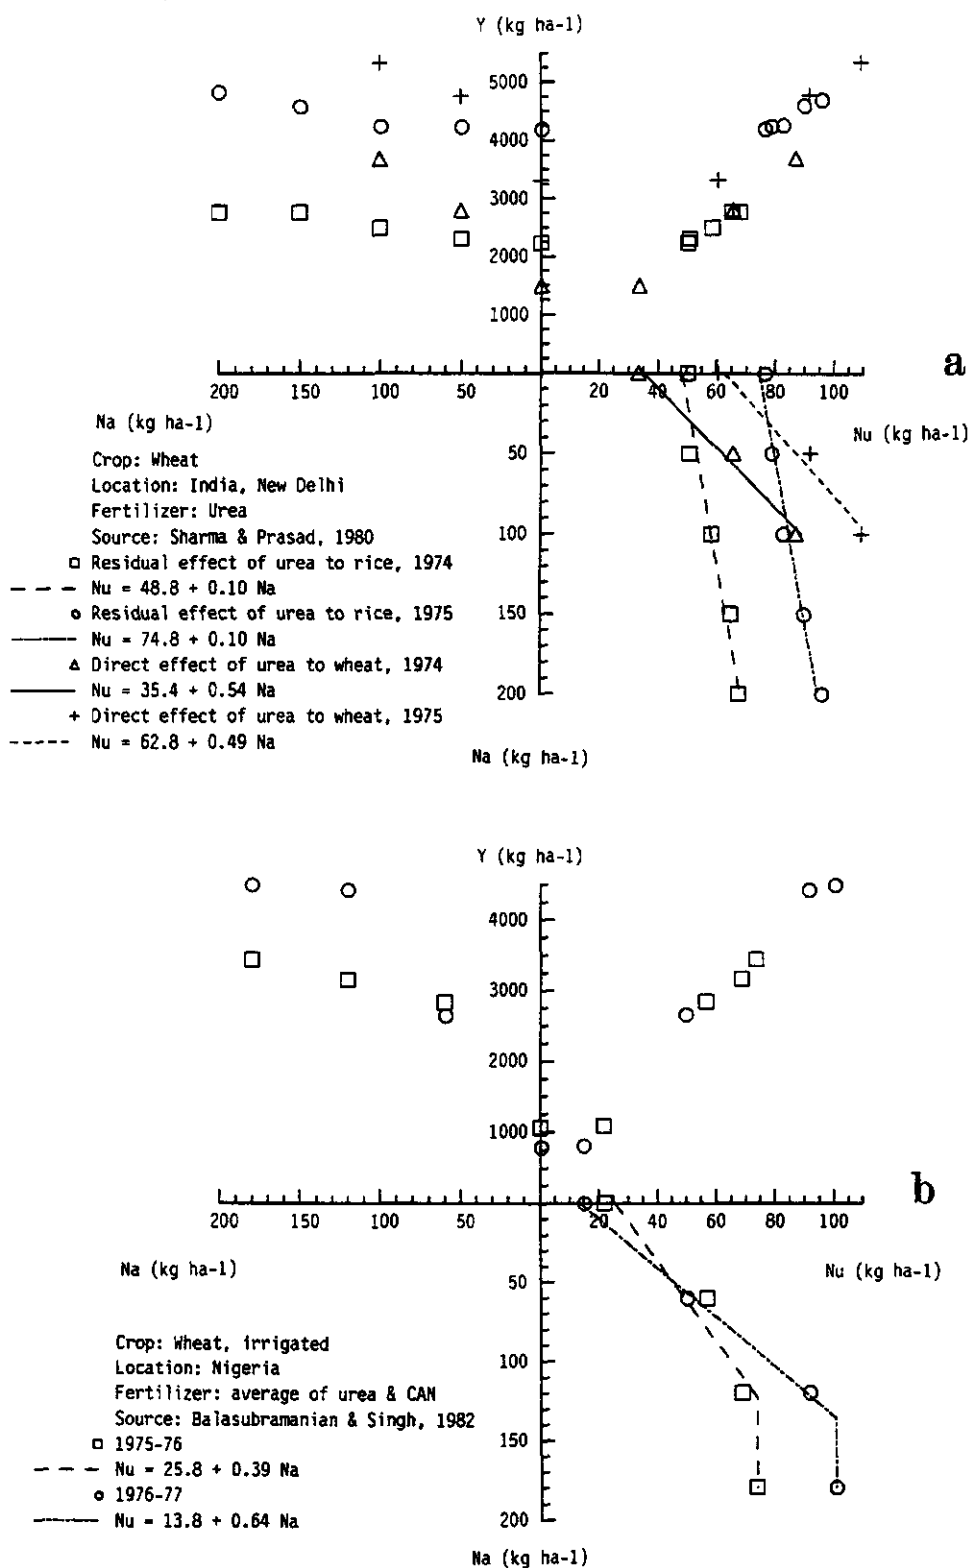 Y (kg ha-1)
5000
4000
3000
2000
1000
a
200 150 100 50 20 40 60 80 100
Na (kg ha-1)
Nu (kg ha-1)
50
100
150
200
Na (kg ha-1)
Crop: Wheat
Location: India, New Delhi
Fertilizer: Urea
Source: Sharma & Prasad, 1980
Residual effect of urea to rice, 1974
Nu = 48.8 + 0.10 Na
Residual effect of urea to rice, 1975
Nu = 74.8 + 0.10 Na
Direct effect of urea to wheat, 1974
Nu = 35.4 + 0.54 Na
Direct effect of urea to wheat, 1975
Nu = 62.8 + 0.49 Na
Y (kg ha-1)
4000
3000
2000
1000
b
200 150 100 50 20 40 60 80 100
Na (kg ha-1)
Nu (kg ha-1)
50
100
150
200
Na (kg ha-1)
Crop: Wheat, irrigated
Location: Nigeria
Fertilizer: average of urea & CAN
Source: Balasubramanian & Singh, 1982
1975-76
Nu = 25.8 + 0.39 Na
1976-77
Nu = 13.8 + 0.64 Na